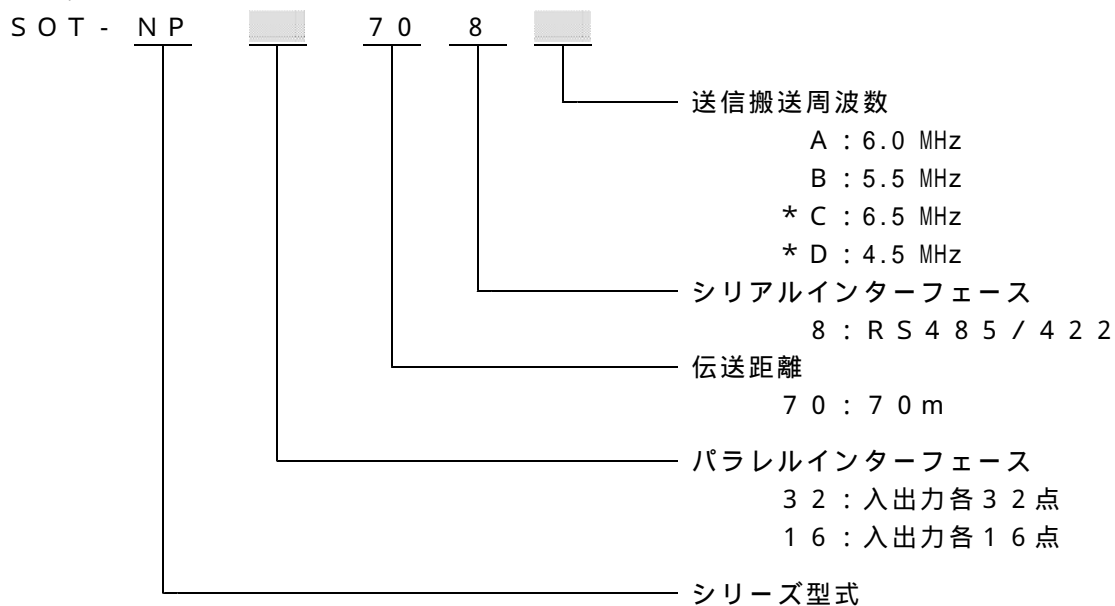 SOT-NP 70 8
送信搬送周波数
A:6.0 MHz
B:5.5 MHz
*C:6.5 MHz
*D:4.5 MHz
シリアルインターフェース
8:RS485/422
伝送距離
70:70m
パラレルインターフェース
32:入出力各32点
16:入出力各16点
シリーズ型式